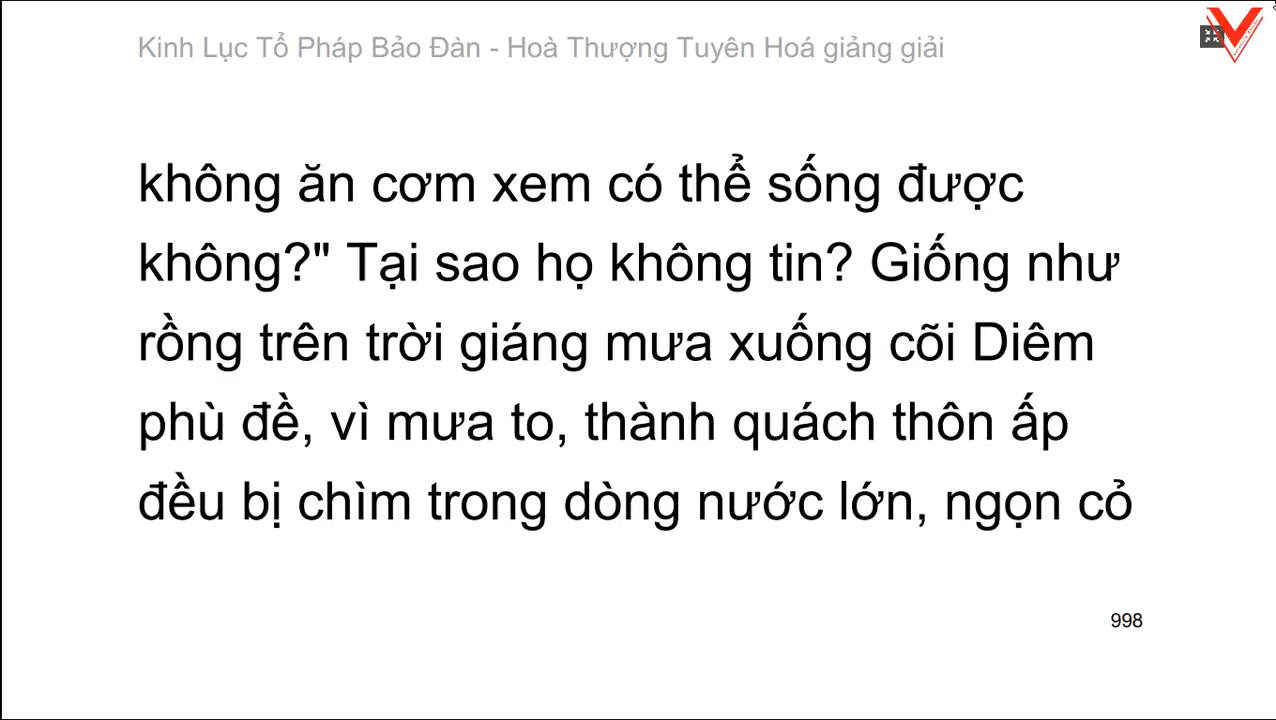 Kinh Lục Tổ Pháp Bảo Đàn - Hoà Thượng Tuyên Hoá giảng giải
không ăn cơm xem có thể sống được
không?" Tại sao họ không tin? Giống như
rồng trên trời giáng mưa xuống cõi Diêm
phù đề, vì mưa to, thành quách thôn ấp
đều bị chìm trong dòng nước lớn, ngọn cỏ
998